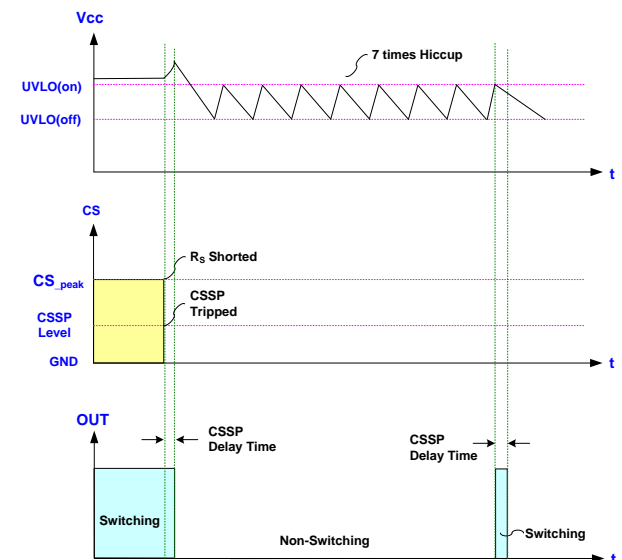 Vcc
7 times Hiccup
UVLO(on)
UVLO(off)
t
CS
RS Shorted
CS_peak
CSSP
Tripped
CSSP
Level
GND
t
OUT
CSSP
Delay Time
CSSP
Delay Time
Switching
Non-Switching
Switching
t